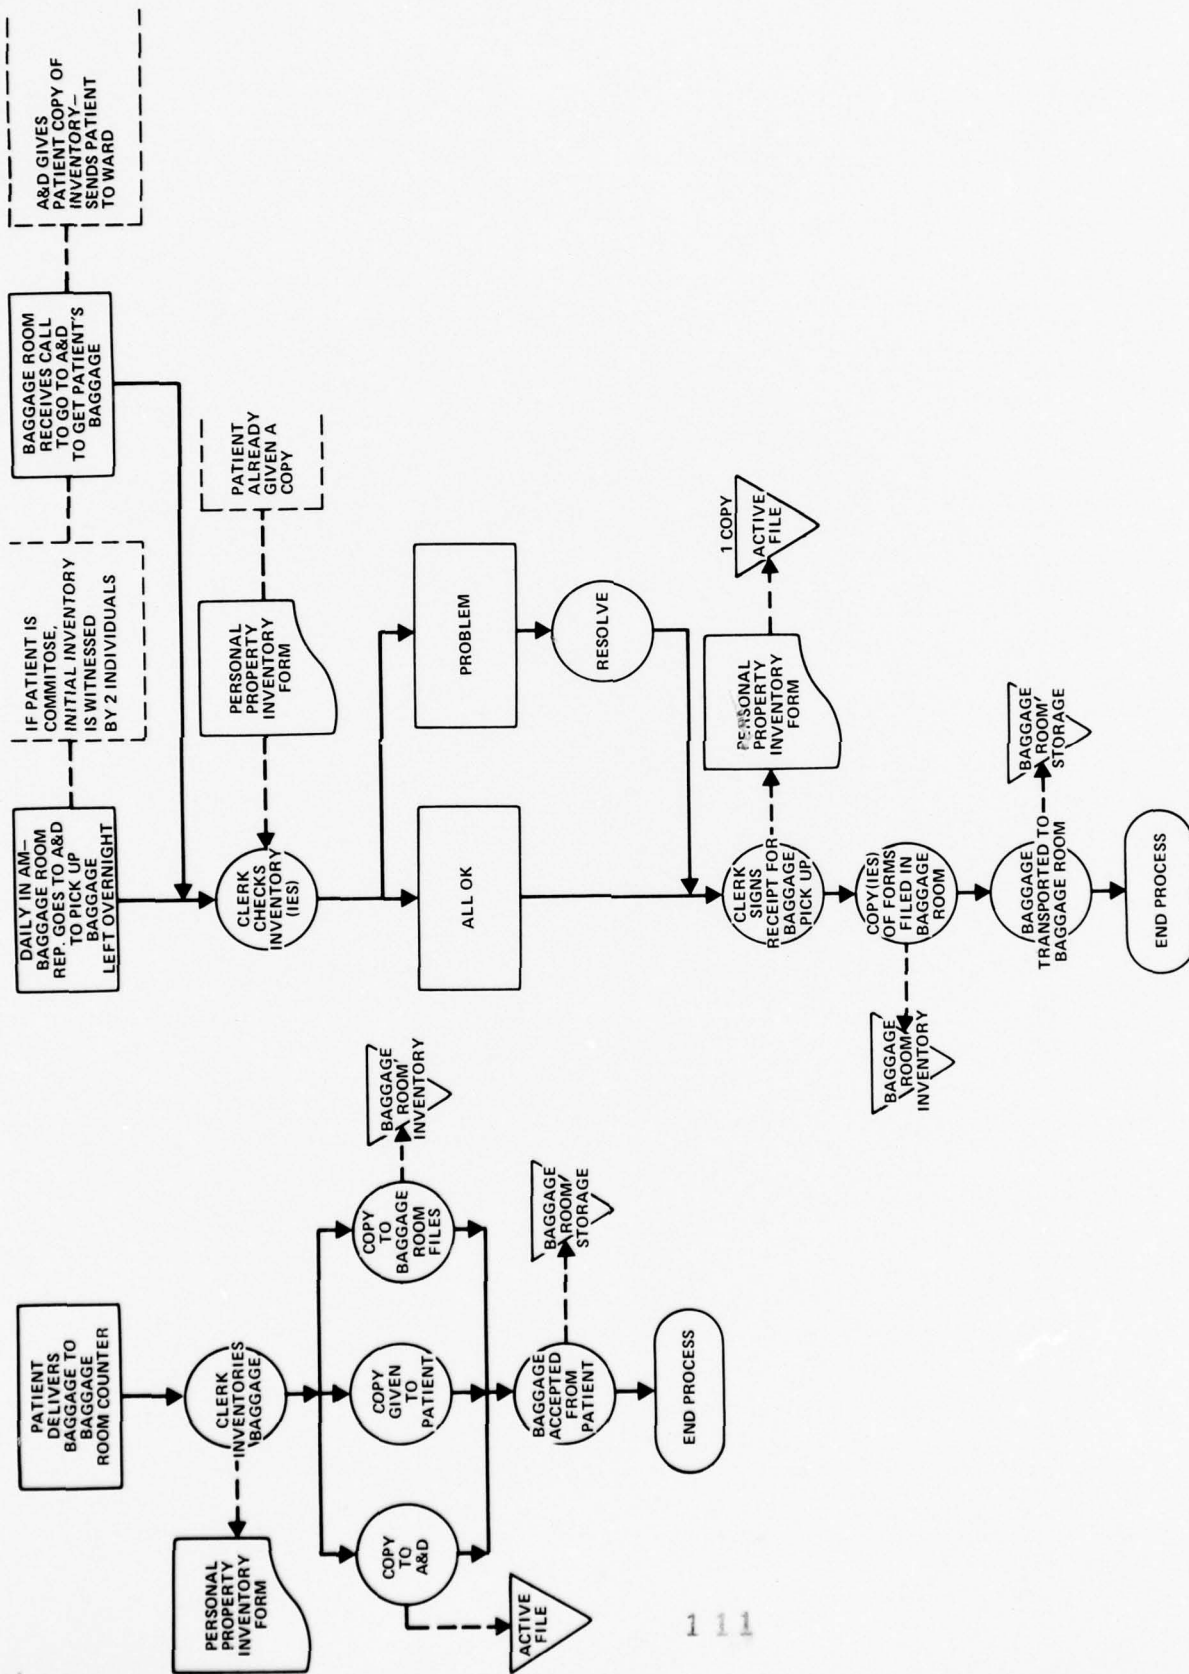 PATIENT
DELIVERS
BAGGAGE TO
BAGGAGE
ROOM COUNTER
PERSONAL
PROPERTY
INVENTORY
FORM
CLERK
INVENTORIES
BAGGAGE
COPY
TO
A&D
COPY
GIVEN
TO
PATIENT
COPY
TO
BAGGAGE
ROOM
FILES
BAGGAGE
ROOM
INVENTORY
ACTIVE
FILE
BAGGAGE
ACCEPTED
FROM
PATIENT
BAGGAGE
ROOM
STORAGE
END PROCESS
DAILY IN AM–
BAGGAGE ROOM
REP. GOES TO A&D
TO PICK UP
BAGGAGE
LEFT OVERNIGHT
IF PATIENT IS
COMMITOSE,
INITIAL INVENTORY
IS WITNESSED
BY 2 INDIVIDUALS
BAGGAGE ROOM
RECEIVES CALL
TO GO TO A&D
TO GET PATIENT'S
BAGGAGE
A&D GIVES
PATIENT COPY OF
INVENTORY–
SENDS PATIENT
TO WARD
CLERK
CHECKS
INVENTORY
(IES)
PERSONAL
PROPERTY
INVENTORY
FORM
PATIENT
ALREADY
GIVEN A
COPY
ALL OK
PROBLEM
RESOLVE
CLERK
SIGNS
RECEIPT FOR
BAGGAGE
PICK UP
PERSONAL
PROPERTY
INVENTORY
FORM
1 COPY
ACTIVE
FILE
COPY(IES)
OF FORMS
FILED IN
BAGGAGE
ROOM
BAGGAGE
ROOM
INVENTORY
BAGGAGE
TRANSPORTED TO
BAGGAGE ROOM
BAGGAGE
ROOM
STORAGE
END PROCESS
111